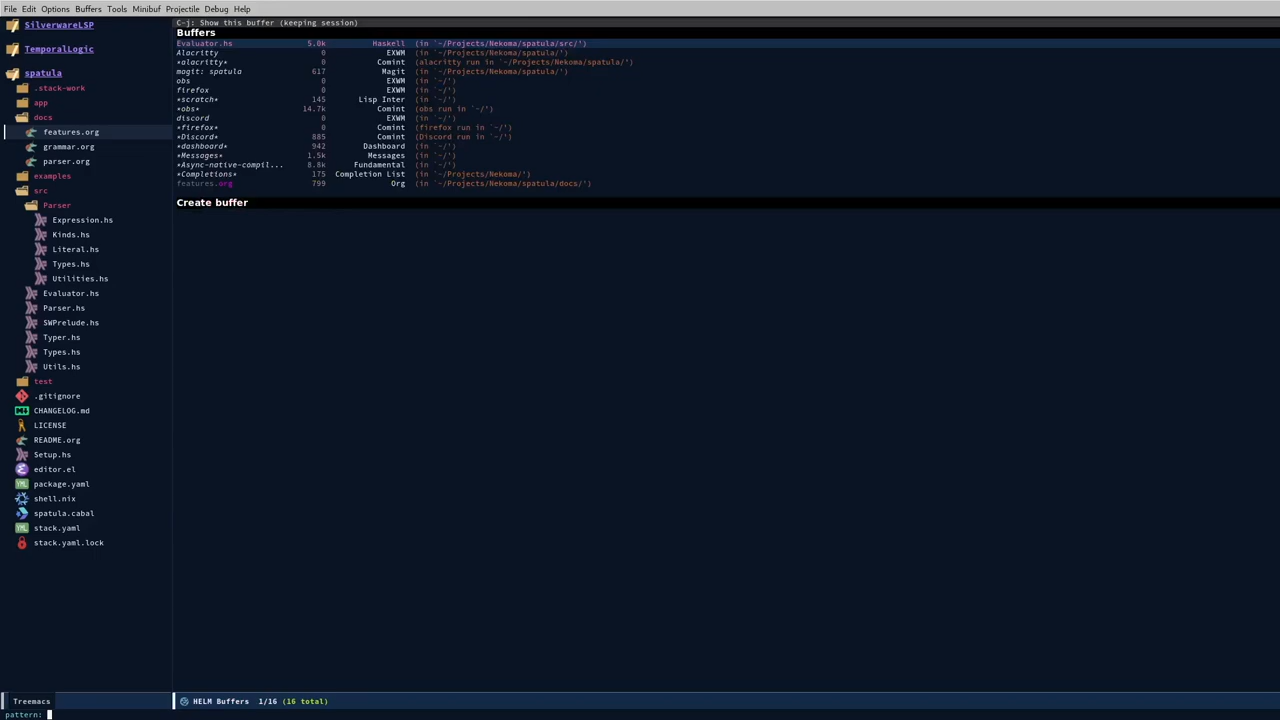 File Edit Options Buffers Tools Minibuf Projectile Debug Help
SilverwareLSP
TemporalLogic
spatula
.stack-work
app
docs
features.org
grammar.org
parser.org
examples
src
Parser
Expression.hs
Kinds.hs
Literal.hs
Types.hs
Utilities.hs
Evaluator.hs
Parser.hs
SWPrelude.hs
Typer.hs
Types.hs
Utils.hs
test
.gitignore
CHANGELOG.md
LICENSE
README.org
Setup.hs
editor.el
package.yaml
shell.nix
spatula.cabal
stack.yaml
stack.yaml.lock
C-j: Show this buffer (keeping session)
Buffers
Evaluator.hs 5.0k Haskell (in `~/Projects/Nekoma/spatula/src/')
Alacritty 0 EXWM (in `~/Projects/Nekoma/spatula/')
*alacritty* 0 Comint (alacritty run in `~/Projects/Nekoma/spatula/')
magit: spatula 617 Magit (in `~/Projects/Nekoma/spatula/')
obs 0 EXWM (in `~/')
firefox 0 EXWM (in `~/')
*scratch* 145 Lisp Inter (in `~/')
*obs* 14.7k Comint (obs run in `~/')
discord 0 EXWM (in `~/')
*firefox* 0 Comint (firefox run in `~/')
*Discord* 885 Comint (Discord run in `~/')
*dashboard* 942 Dashboard (in `~/')
*Messages* 1.5k Messages (in `~/')
*Async-native-compil... 8.8k Fundamental (in `~/')
*Completions* 175 Completion List (in `~/Projects/Nekoma/')
features.org 799 Org (in `~/Projects/Nekoma/spatula/docs/')
Create buffer
Treemacs
HELM Buffers 1/16 (16 total)
pattern: